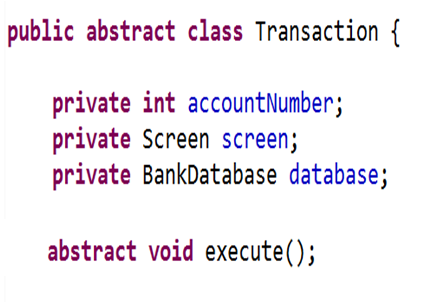 public abstract class Transaction {
private int accountNumber;
private Screen screen;
private BankDatabase database;
abstract void execute();